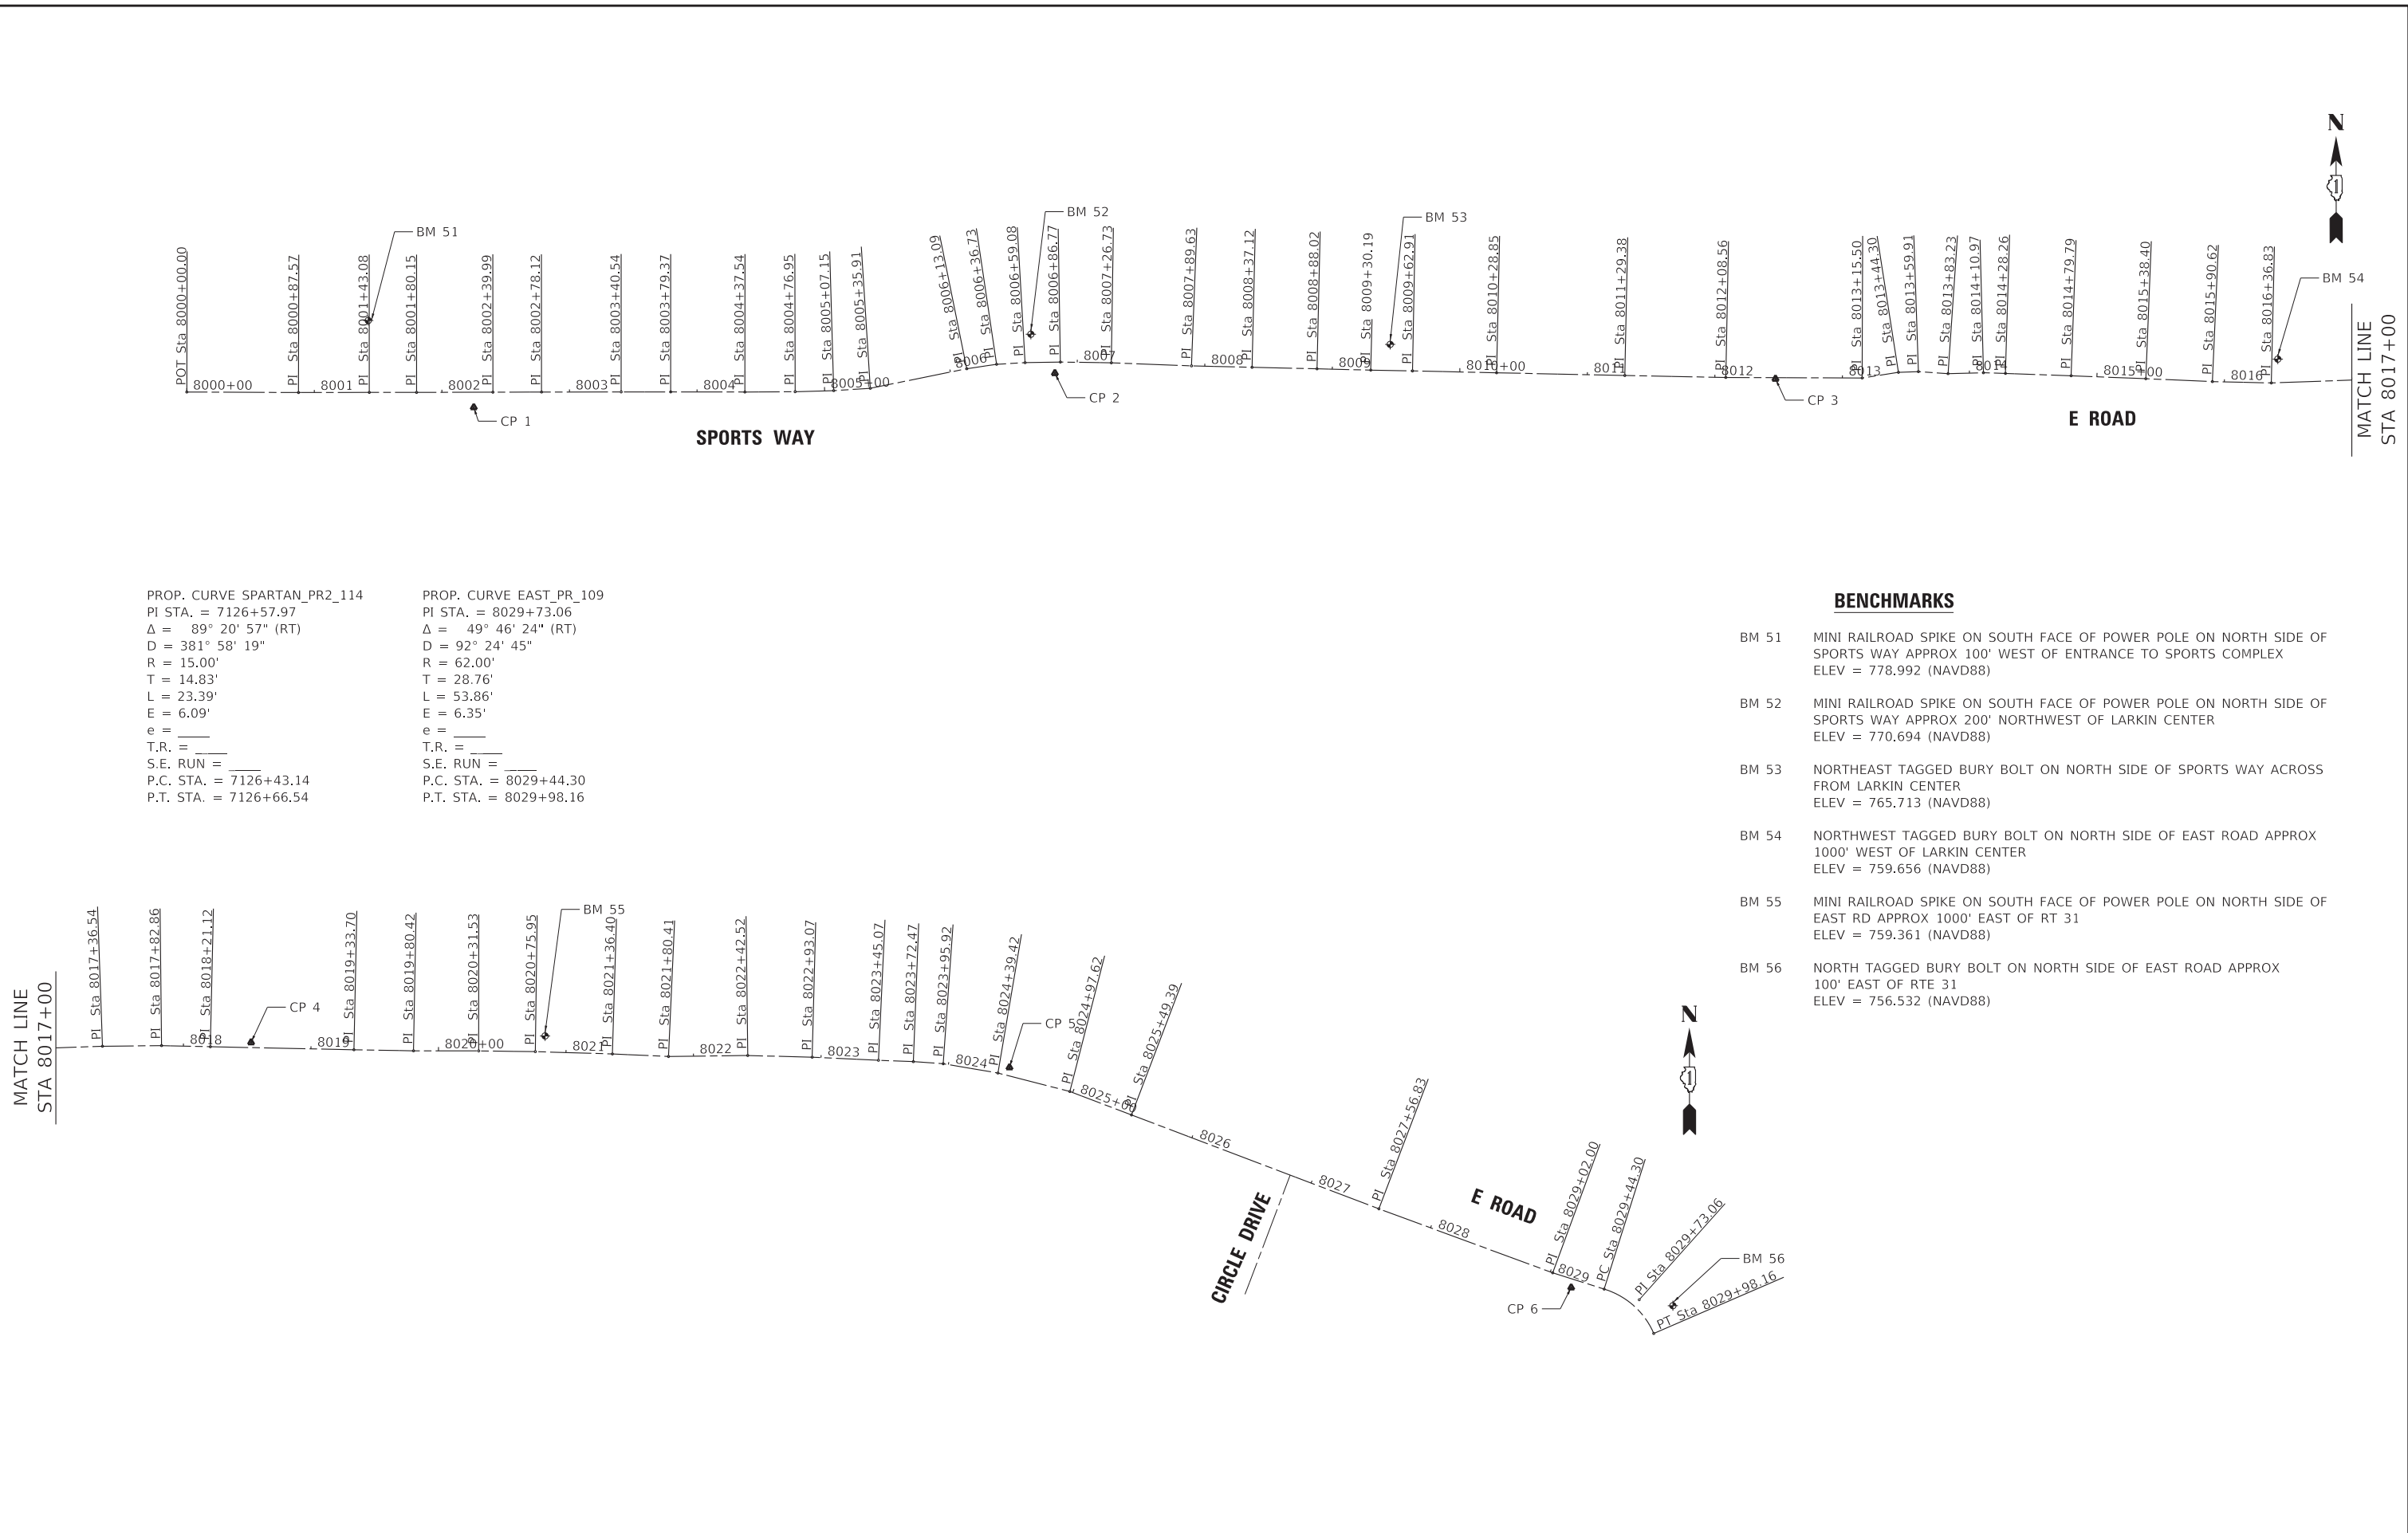 N
POT Sta 8000+00.00
PI Sta 8000+87.57
PI Sta 8001+43.08
PI Sta 8001+80.15
PI Sta 8002+39.99
PI Sta 8002+78.12
PI Sta 8003+40.54
PI Sta 8003+79.37
PI Sta 8004+37.54
PI Sta 8004+76.95
PI Sta 8005+07.15
PI Sta 8005+35.91
PI Sta 8006+13.09
PI Sta 8006+36.73
PI Sta 8006+59.08
PI Sta 8006+86.77
PI Sta 8007+26.73
PI Sta 8007+89.63
PI Sta 8008+37.12
PI Sta 8008+88.02
PI Sta 8009+30.19
PI Sta 8009+62.91
PI Sta 8010+28.85
PI Sta 8011+29.38
PI Sta 8012+08.56
PI Sta 8013+15.50
PI Sta 8013+44.30
PI Sta 8013+59.91
PI Sta 8013+83.23
PI Sta 8014+10.97
PI Sta 8014+28.26
PI Sta 8014+79.79
PI Sta 8015+38.40
PI Sta 8015+90.62
PI Sta 8016+36.83
BM 51
BM 52
BM 53
BM 54
8000+00
8001
8002
8003
8004
8005+00
8006
8007
8008
8009
8010+00
8011
8012
8013
8014
8015+00
8016
CP 1
CP 2
CP 3
SPORTS WAY
E ROAD
MATCH LINE
STA 8017+00
PROP. CURVE SPARTAN_PR2_114
PI STA. = 7126+57.97
Δ = 89° 20' 57" (RT)
D = 381° 58' 19"
R = 15.00'
T = 14.83'
L = 23.39'
E = 6.09'
e = ____
T.R. = ____
S.E. RUN = ____
P.C. STA. = 7126+43.14
P.T. STA. = 7126+66.54
PROP. CURVE EAST_PR_109
PI STA. = 8029+73.06
Δ = 49° 46' 24" (RT)
D = 92° 24' 45"
R = 62.00'
T = 28.76'
L = 53.86'
E = 6.35'
e = ____
T.R. = ____
S.E. RUN = ____
P.C. STA. = 8029+44.30
P.T. STA. = 8029+98.16
BENCHMARKS
BM 51 MINI RAILROAD SPIKE ON SOUTH FACE OF POWER POLE ON NORTH SIDE OF
SPORTS WAY APPROX 100' WEST OF ENTRANCE TO SPORTS COMPLEX
ELEV = 778.992 (NAVD88)
BM 52 MINI RAILROAD SPIKE ON SOUTH FACE OF POWER POLE ON NORTH SIDE OF
SPORTS WAY APPROX 200' NORTHWEST OF LARKIN CENTER
ELEV = 770.694 (NAVD88)
BM 53 NORTHEAST TAGGED BURY BOLT ON NORTH SIDE OF SPORTS WAY ACROSS
FROM LARKIN CENTER
ELEV = 765.713 (NAVD88)
BM 54 NORTHWEST TAGGED BURY BOLT ON NORTH SIDE OF EAST ROAD APPROX
1000' WEST OF LARKIN CENTER
ELEV = 759.656 (NAVD88)
BM 55 MINI RAILROAD SPIKE ON SOUTH FACE OF POWER POLE ON NORTH SIDE OF
EAST RD APPROX 1000' EAST OF RT 31
ELEV = 759.361 (NAVD88)
BM 56 NORTH TAGGED BURY BOLT ON NORTH SIDE OF EAST ROAD APPROX
100' EAST OF RTE 31
ELEV = 756.532 (NAVD88)
MATCH LINE
STA 8017+00
PI Sta 8017+36.54
PI Sta 8017+82.86
PI Sta 8018+21.12
PI Sta 8019+33.70
PI Sta 8019+80.42
PI Sta 8020+31.53
PI Sta 8020+75.95
PI Sta 8021+36.40
PI Sta 8021+80.41
PI Sta 8022+42.52
PI Sta 8022+93.07
PI Sta 8023+45.07
PI Sta 8023+72.47
PI Sta 8023+95.92
PI Sta 8024+39.42
PI Sta 8024+97.62
PI Sta 8025+49.39
PI Sta 8027+56.83
PI Sta 8029+02.00
PC Sta 8029+44.30
PI Sta 8029+73.06
PT Sta 8029+98.16
CP 4
BM 55
CP 5
8018
8019
8020+00
8021
8022
8023
8024
8025+00
8026
8027
8028
8029
N
E ROAD
CIRCLE DRIVE
CP 6
BM 56